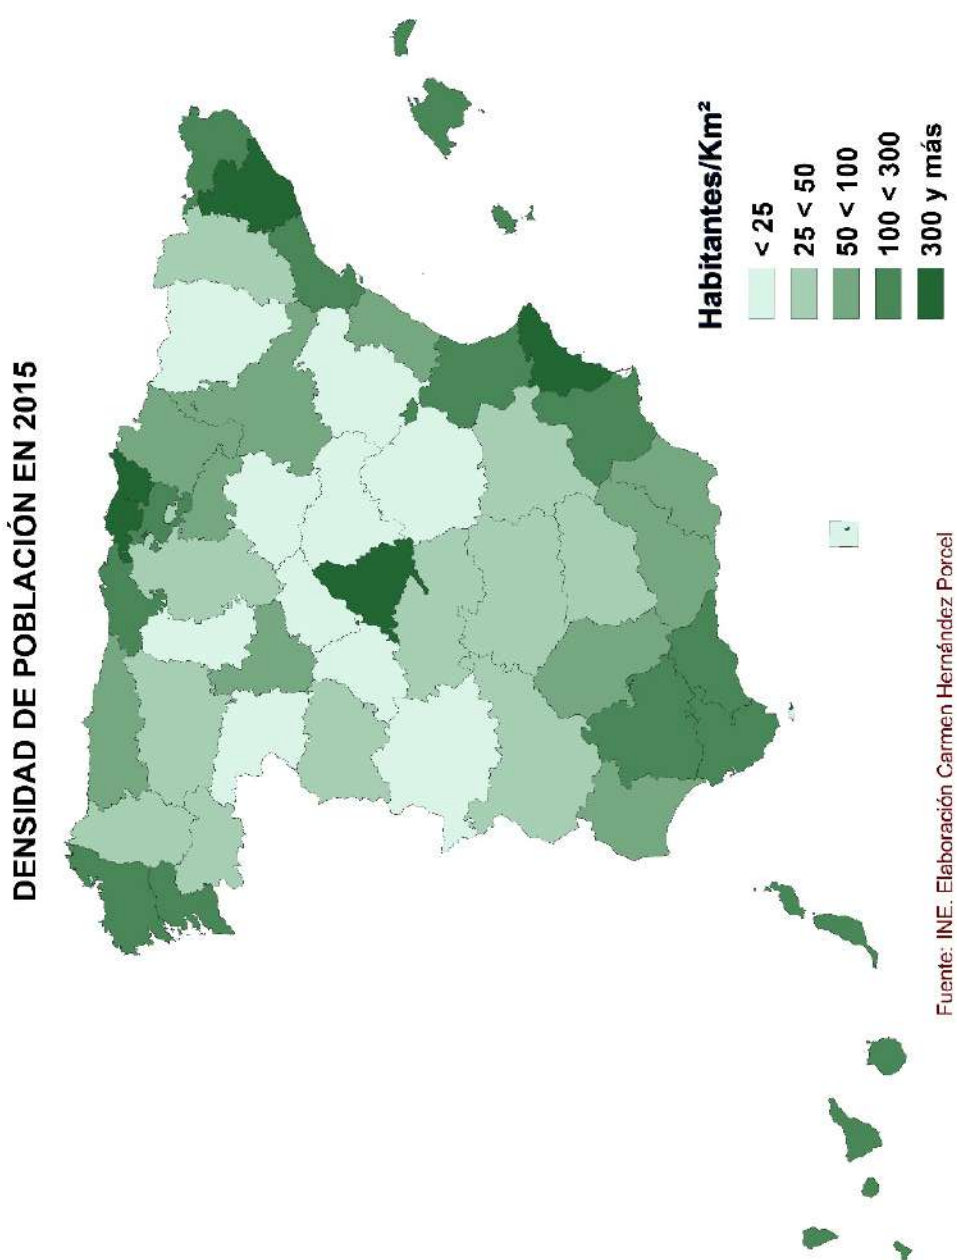 DENSIDAD DE POBLACIÓN EN 2015
Habitantes/Km²
< 25
25 < 50
50 < 100
100 < 300
300 y más
Fuente: INE. Elaboración Carmen Hernández Porcel